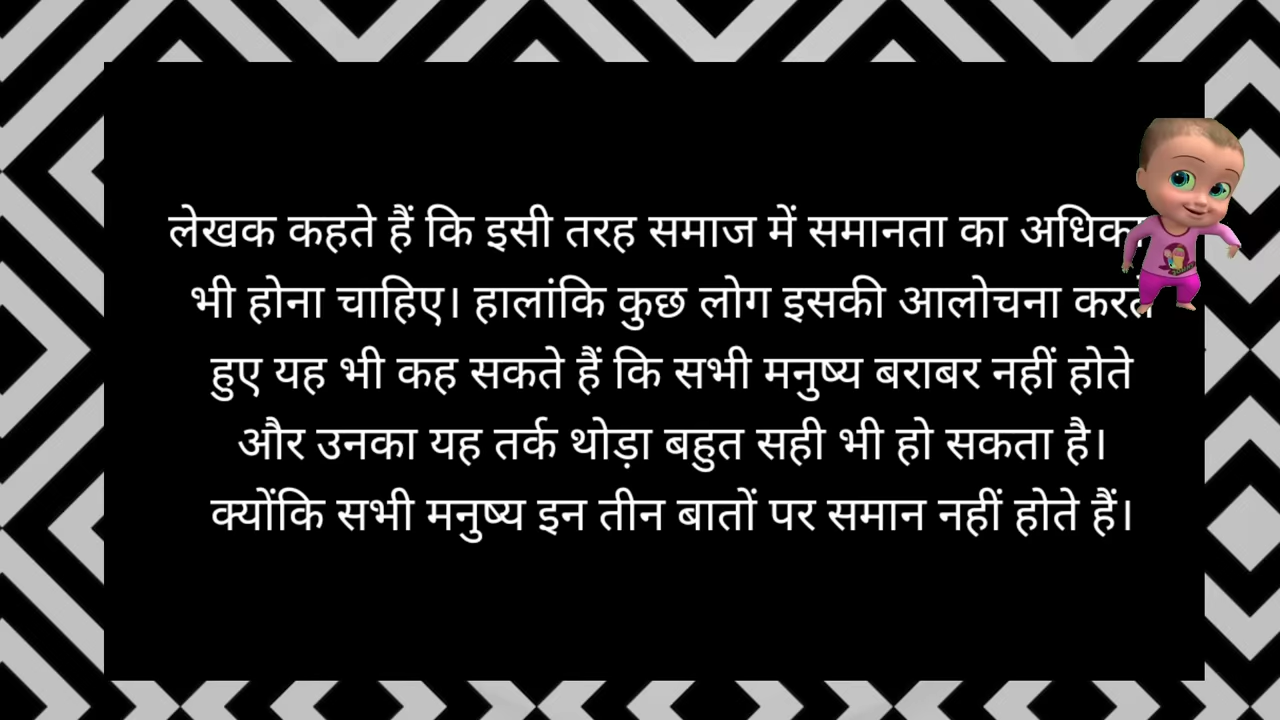 लेखक कहते हैं कि इसी तरह समाज में समानता का
भी होना चाहिए। हालांकि कुछ लोग इसकी आलोचना
हुए यह भी कह सकते हैं कि सभी मनुष्य बराबर नहीं होते
और उनका यह तर्क थोड़ा बहुत सही भी हो सकता है।
क्योंकि सभी मनुष्य इन तीन बातों पर समान नहीं होते हैं।